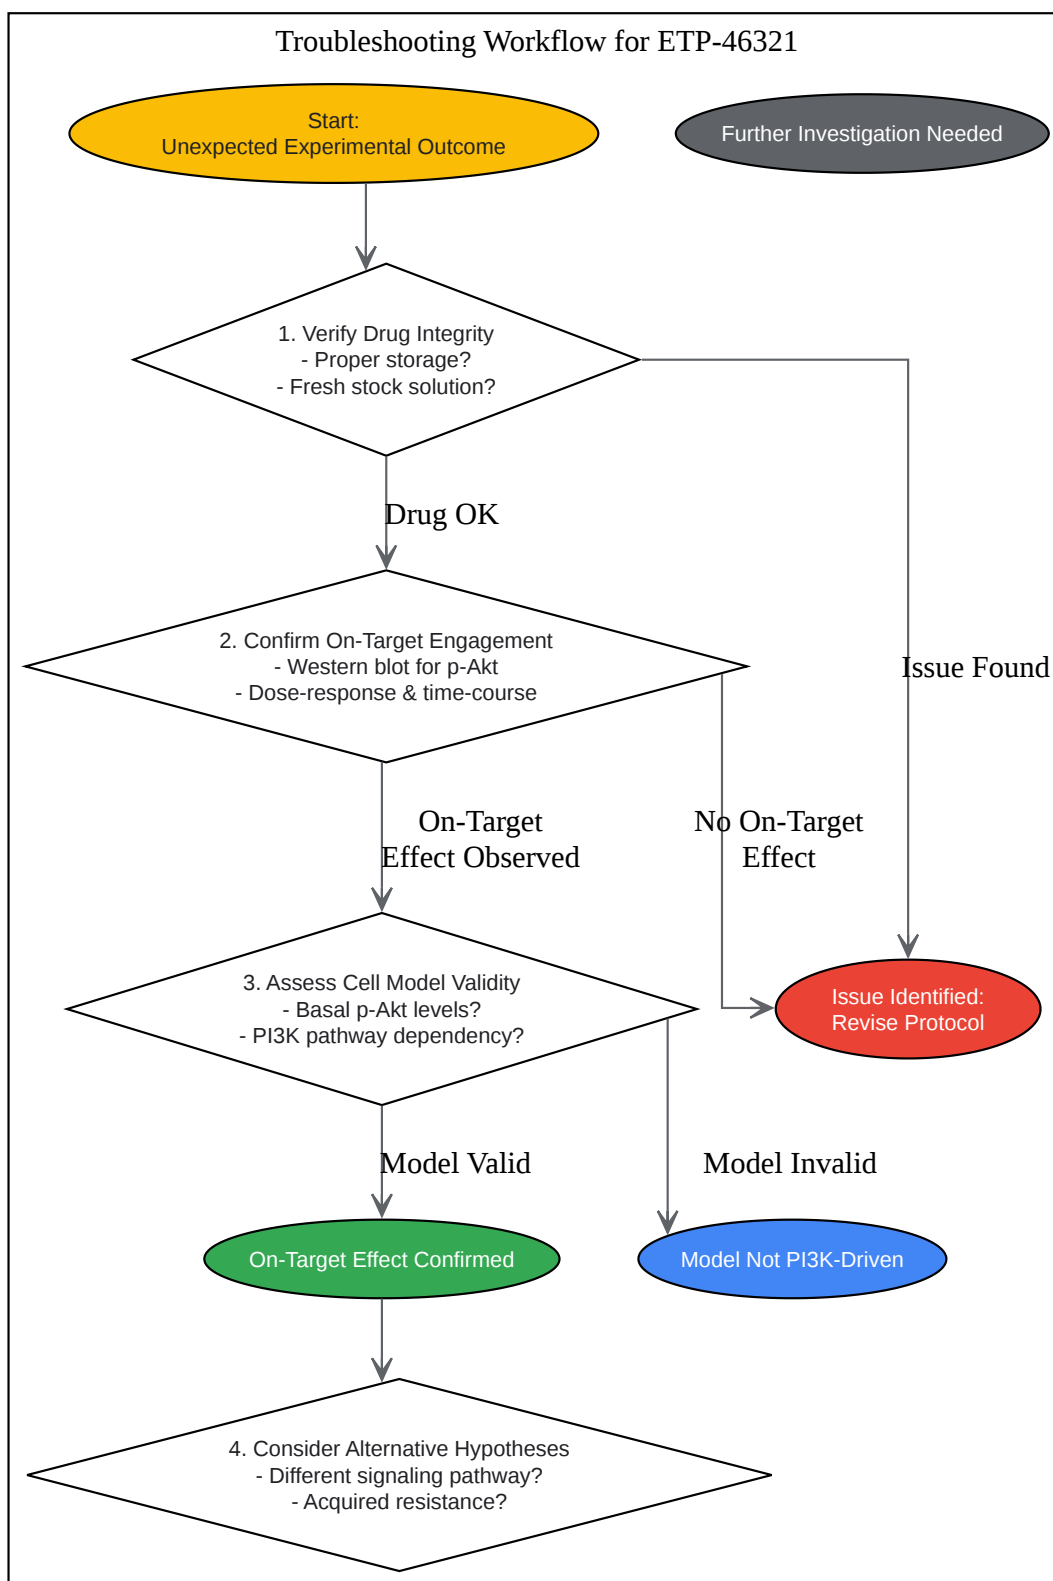 Troubleshooting Workflow for ETP-46321
Start:
Unexpected Experimental Outcome
Further Investigation Needed
1. Verify Drug Integrity
- Proper storage?
- Fresh stock solution?
Drug OK
2. Confirm On-Target Engagement
- Western blot for p-Akt
- Dose-response & time-course
Issue Found
On-Target
Effect Observed
No On-Target
Effect
3. Assess Cell Model Validity
- Basal p-Akt levels?
- PI3K pathway dependency?
Issue Identified:
Revise Protocol
Model Valid
Model Invalid
On-Target Effect Confirmed
Model Not PI3K-Driven
4. Consider Alternative Hypotheses
- Different signaling pathway?
- Acquired resistance?